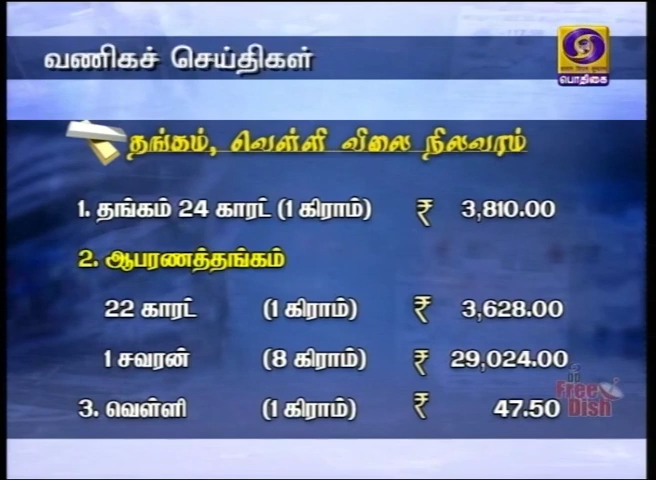 வணிகச் செய்திகள்
பொதிகை
தங்கம், வெள்ளி விலை நிலவரம்
1. தங்கம் 24 காரட் (1 கிராம்) ₹ 3,810.00
2. ஆபரணத்தங்கம்
22 காரட் (1 கிராம்) ₹ 3,628.00
1 சவரன் (8 கிராம்) ₹ 29,024.00
3. வெள்ளி (1 கிராம்) ₹ 47.50
DD
Free Dish